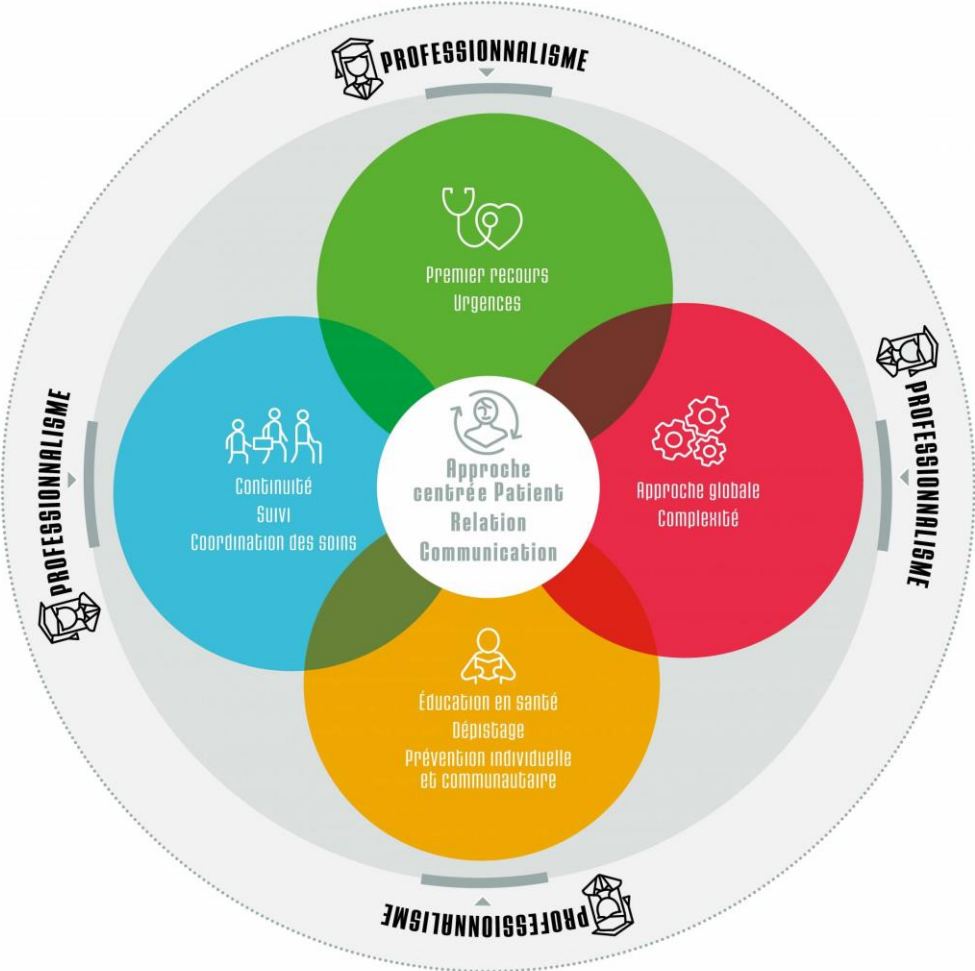 PROFESSIONNALISME
Premier recours
Urgences
PROFESSIONNALISME
Continuité
Suivi
Coordination des soins
Approche
centrée Patient
Relation
Communication
Approche globale
Complexité
PROFESSIONNALISME
Éducation en santé
Dépistage
Prévention individuelle
et communautaire
PROFESSIONNALISME